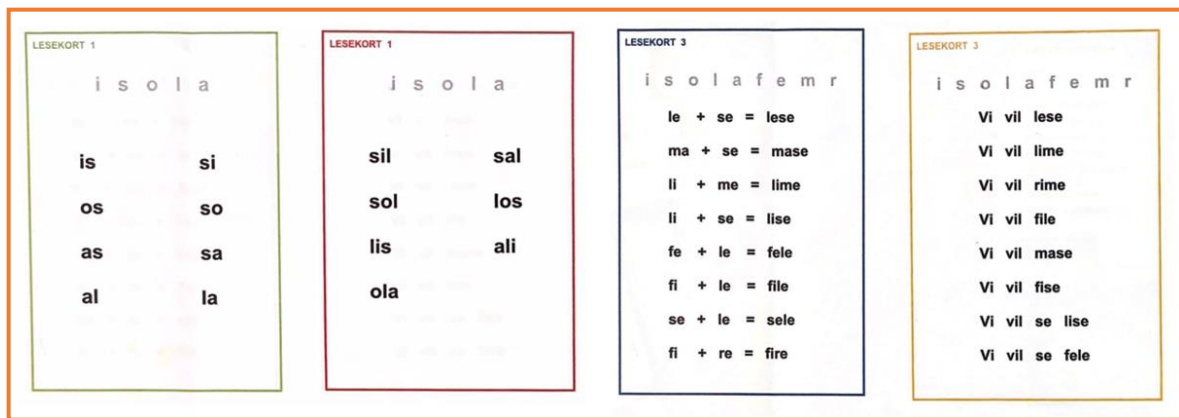 LESEKORT 1
i s o l a
is si
os so
as sa
al la
LESEKORT 1
i s o l a
sil sal
sol los
lis ali
ola
LESEKORT 3
i s o l a f e m r
le + se = lese
ma + se = mase
li + me = lime
li + se = lise
fe + le = fele
fi + le = file
se + le = sele
fi + re = fire
LESEKORT 3
i s o l a f e m r
Vi vil lese
Vi vil lime
Vi vil rime
Vi vil file
Vi vil mase
Vi vil fise
Vi vil se lise
Vi vil se fele